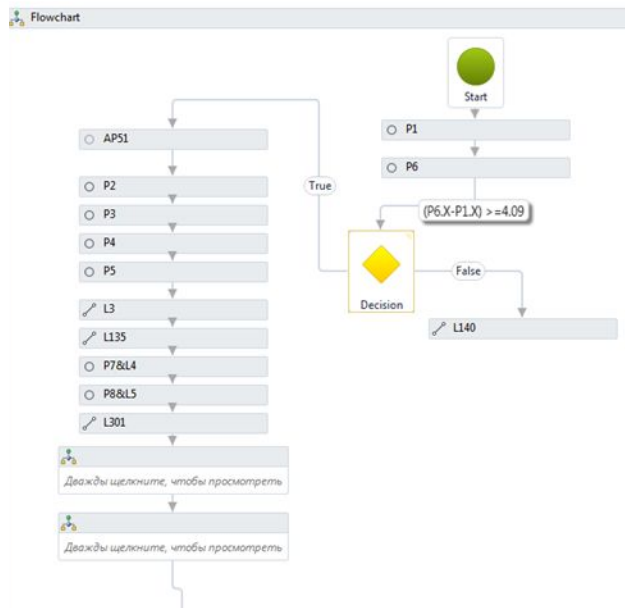 Flowchart
Start
P1
P6
(P6.X-P1.X) >=4.09
Decision
True
False
L140
AP51
P2
P3
P4
P5
L3
L135
P7&L4
P8&L5
L301
Дважды щелкните, чтобы просмотреть
Дважды щелкните, чтобы просмотреть